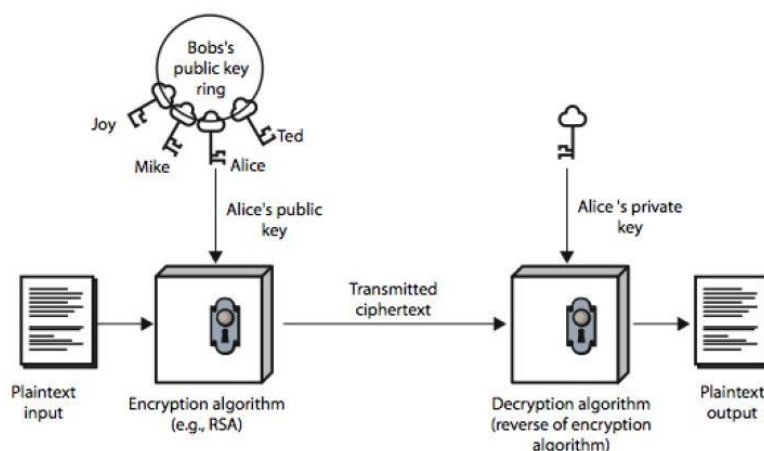 Bobs's
public key
ring
Joy
Ted
Mike
Alice
Alice's public
key
Alice 's private
key
Transmitted
ciphertext
Plaintext
input
Encryption algorithm
(e.g., RSA)
Decryption algorithm
(reverse of encryption
algorithm)
Plaintext
output